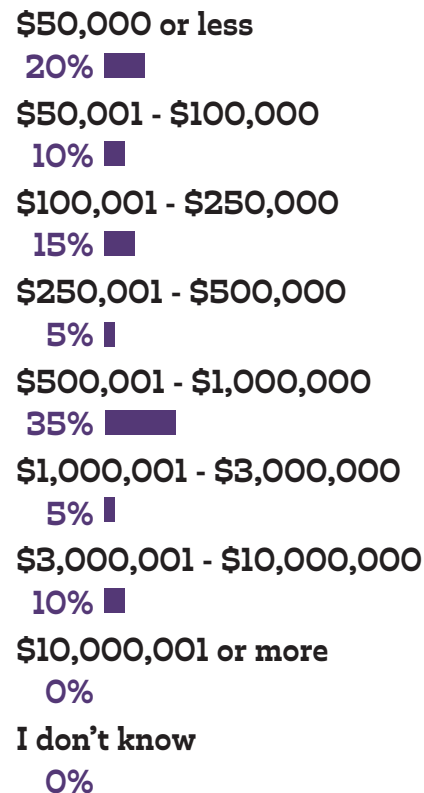 $50,000 or less
20%
$50,001 - $100,000
10%
$100,001 - $250,000
15%
$250,001 - $500,000
5%
$500,001 - $1,000,000
35%
$1,000,001 - $3,000,000
5%
$3,000,001 - $10,000,000
10%
$10,000,001 or more
0%
I don't know
0%